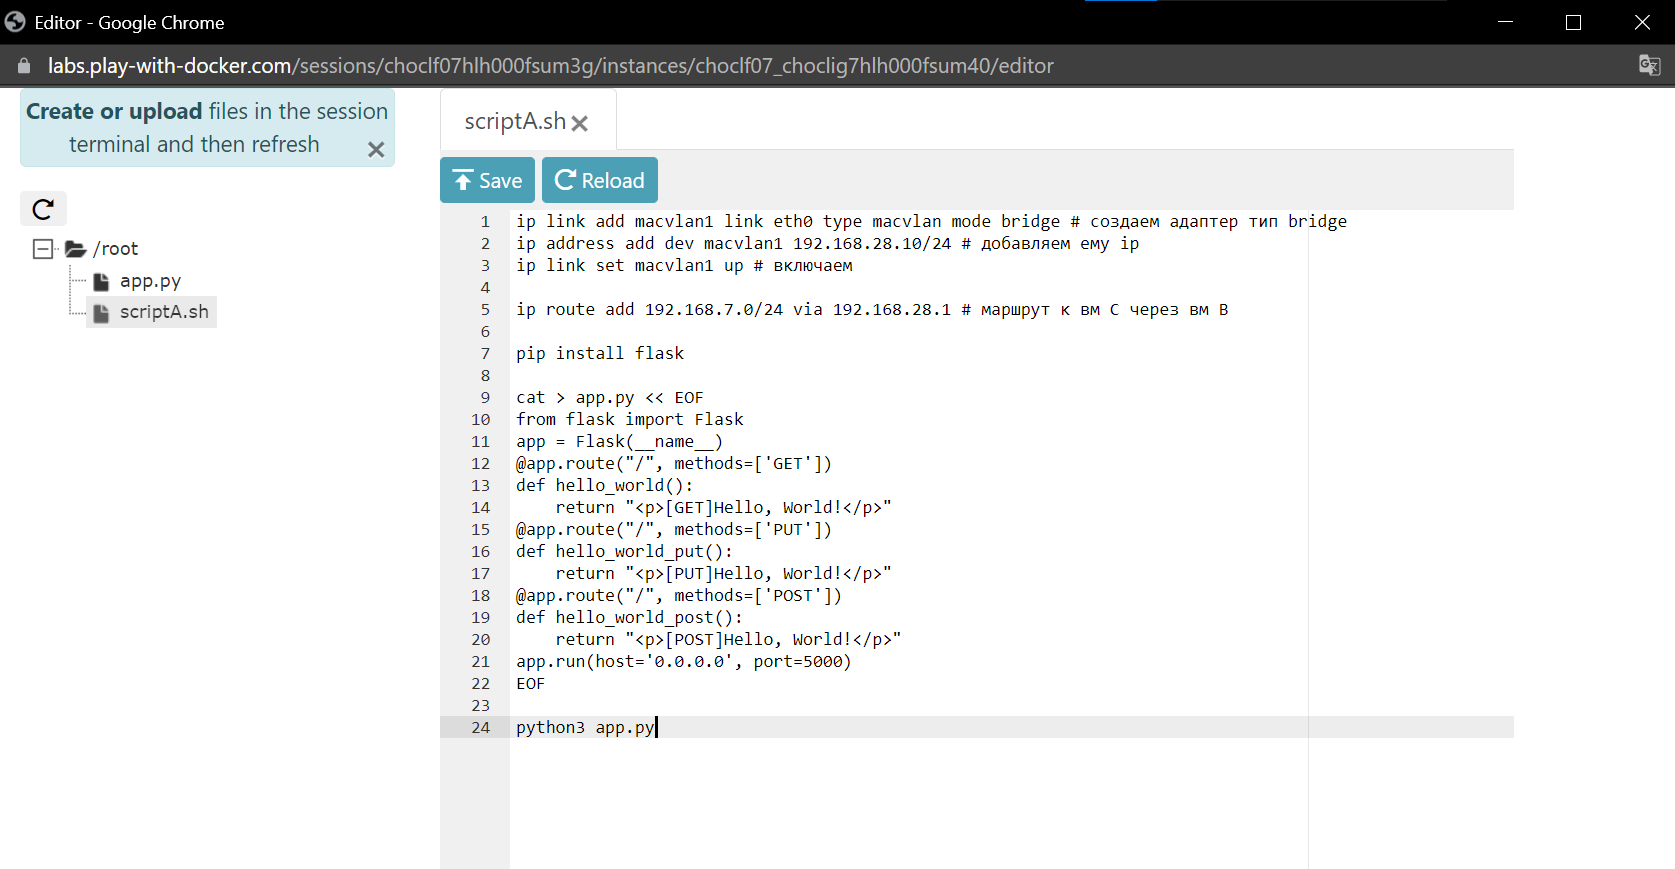 Editor - Google Chrome
labs.play-with-docker.com/sessions/choclf07hlh000fsum3g/instances/choclf07_choclig7hlh000fsum40/editor
Create or upload files in the session
terminal and then refresh
/root
app.py
scriptA.sh
scriptA.sh
Save
Reload
1 ip link add macvlan1 link eth0 type macvlan mode bridge # создаем адаптер тип bridge
2 ip address add dev macvlan1 192.168.28.10/24 # добавляем ему ip
3 ip link set macvlan1 up # включаем
4
5 ip route add 192.168.7.0/24 via 192.168.28.1 # маршрут к вм С через вм В
6
7 pip install flask
8
9 cat > app.py << EOF
10 from flask import Flask
11 app = Flask(__name__)
12 @app.route("/", methods=['GET'])
13 def hello_world():
14     return "<p>[GET]Hello, World!</p>"
15 @app.route("/", methods=['PUT'])
16 def hello_world_put():
17     return "<p>[PUT]Hello, World!</p>"
18 @app.route("/", methods=['POST'])
19 def hello_world_post():
20     return "<p>[POST]Hello, World!</p>"
21 app.run(host='0.0.0.0', port=5000)
22 EOF
23
24 python3 app.py